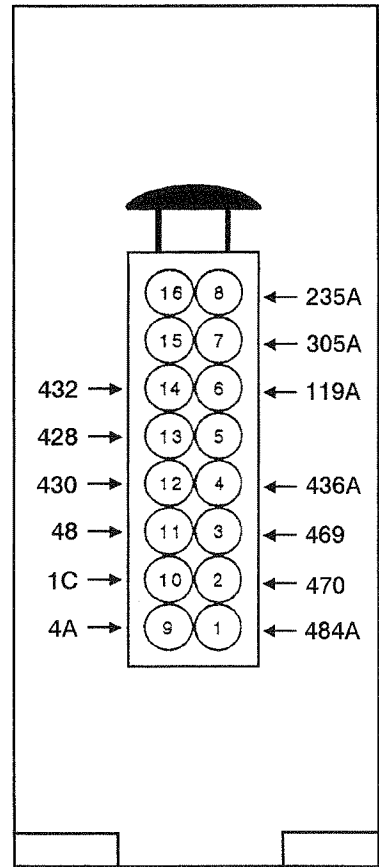 16 8 ← 235A
15 7 ← 305A
432 → 14 6 ← 119A
428 → 13 5
430 → 12 4 ← 436A
48 → 11 3 ← 469
1C → 10 2 ← 470
4A → 9 1 ← 484A